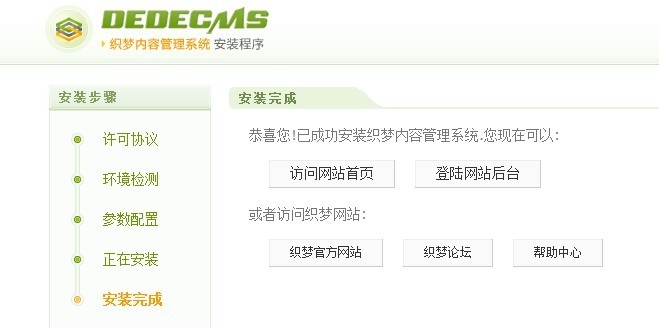 DEDECMS
织梦内容管理系统 安装程序
安装步骤
许可协议
环境检测
参数配置
正在安装
安装完成
安装完成
恭喜您!已成功安装织梦内容管理系统.您现在可以:
访问网站首页 登陆网站后台
或者访问织梦网站:
织梦官方网站 织梦论坛 帮助中心